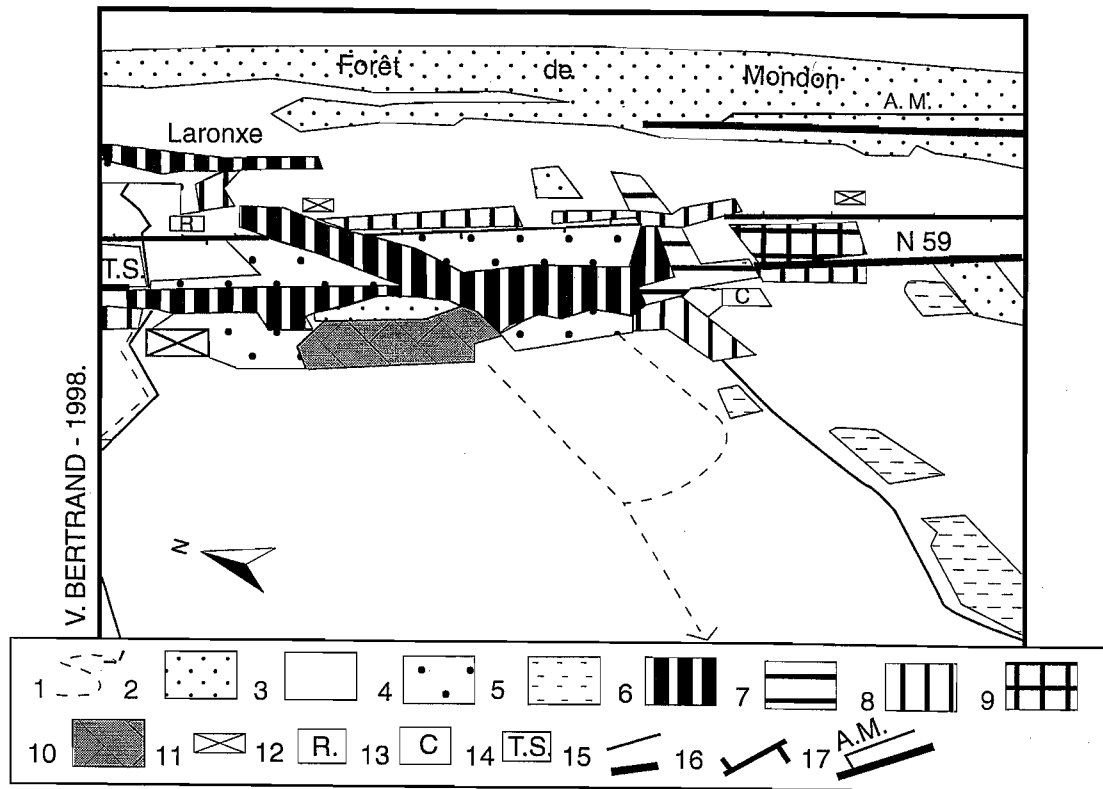 Forêt de Mondon
A. M.
Laronxe
R
N 59
T.S.
C
V. BERTRAND - 1998.
N
1 2 3 4 5 6 7 8 9
10 11 12 R. 13 C 14 T.S. 15 16 17 A.M.